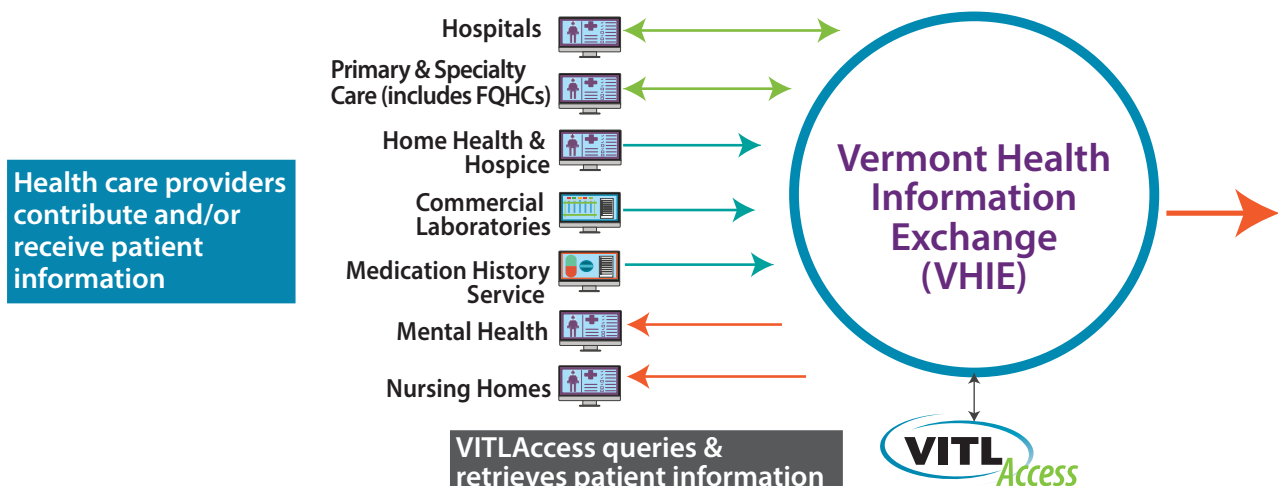 Hospitals
Primary & Specialty
Care (includes FQHCs)
Home Health &
Hospice
Commercial
Laboratories
Medication History
Service
Mental Health
Nursing Homes
Health care providers
contribute and/or
receive patient
information
Vermont Health
Information
Exchange
(VHIE)
VITLAccess queries &
retrieves patient information
VITL
Access